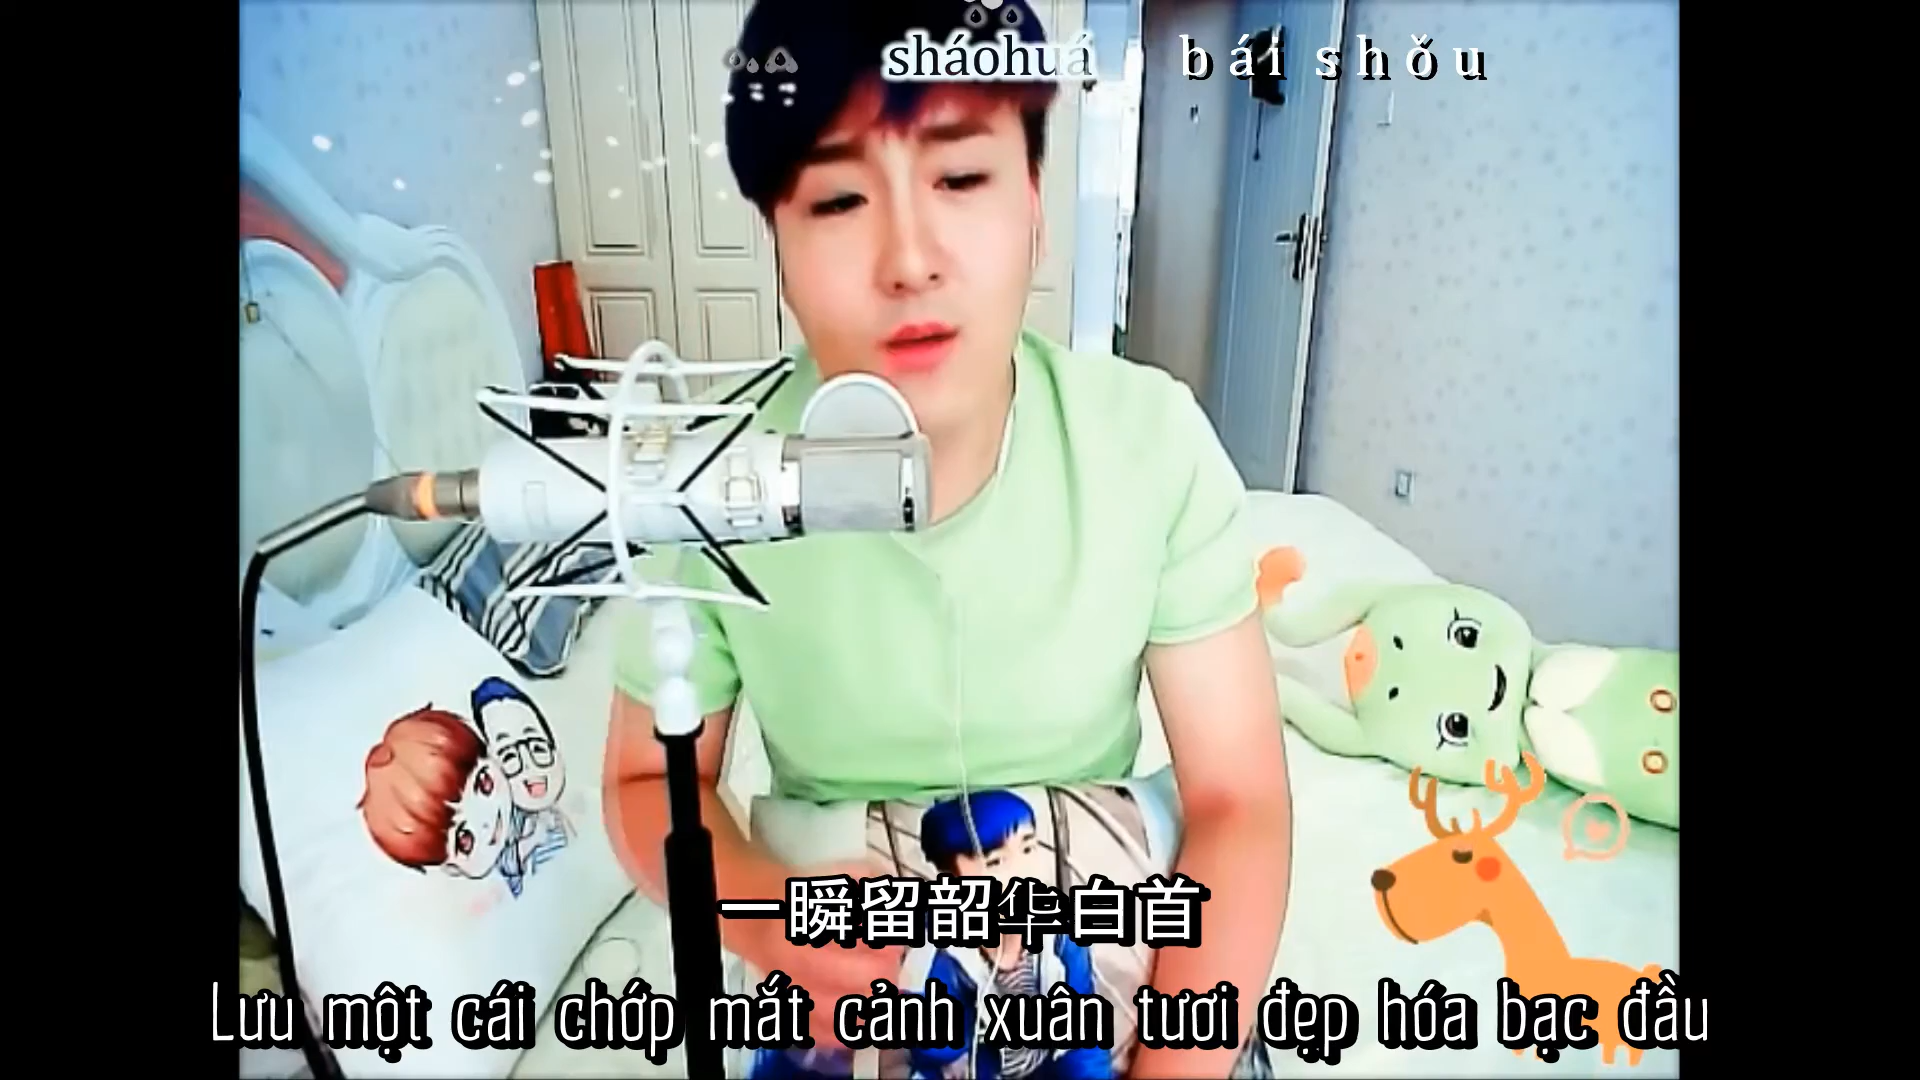 sháohuá bái shǒu
一瞬留韶华白首
Lưu một cái chớp mắt cảnh xuân tươi đẹp hóa bạc đầu